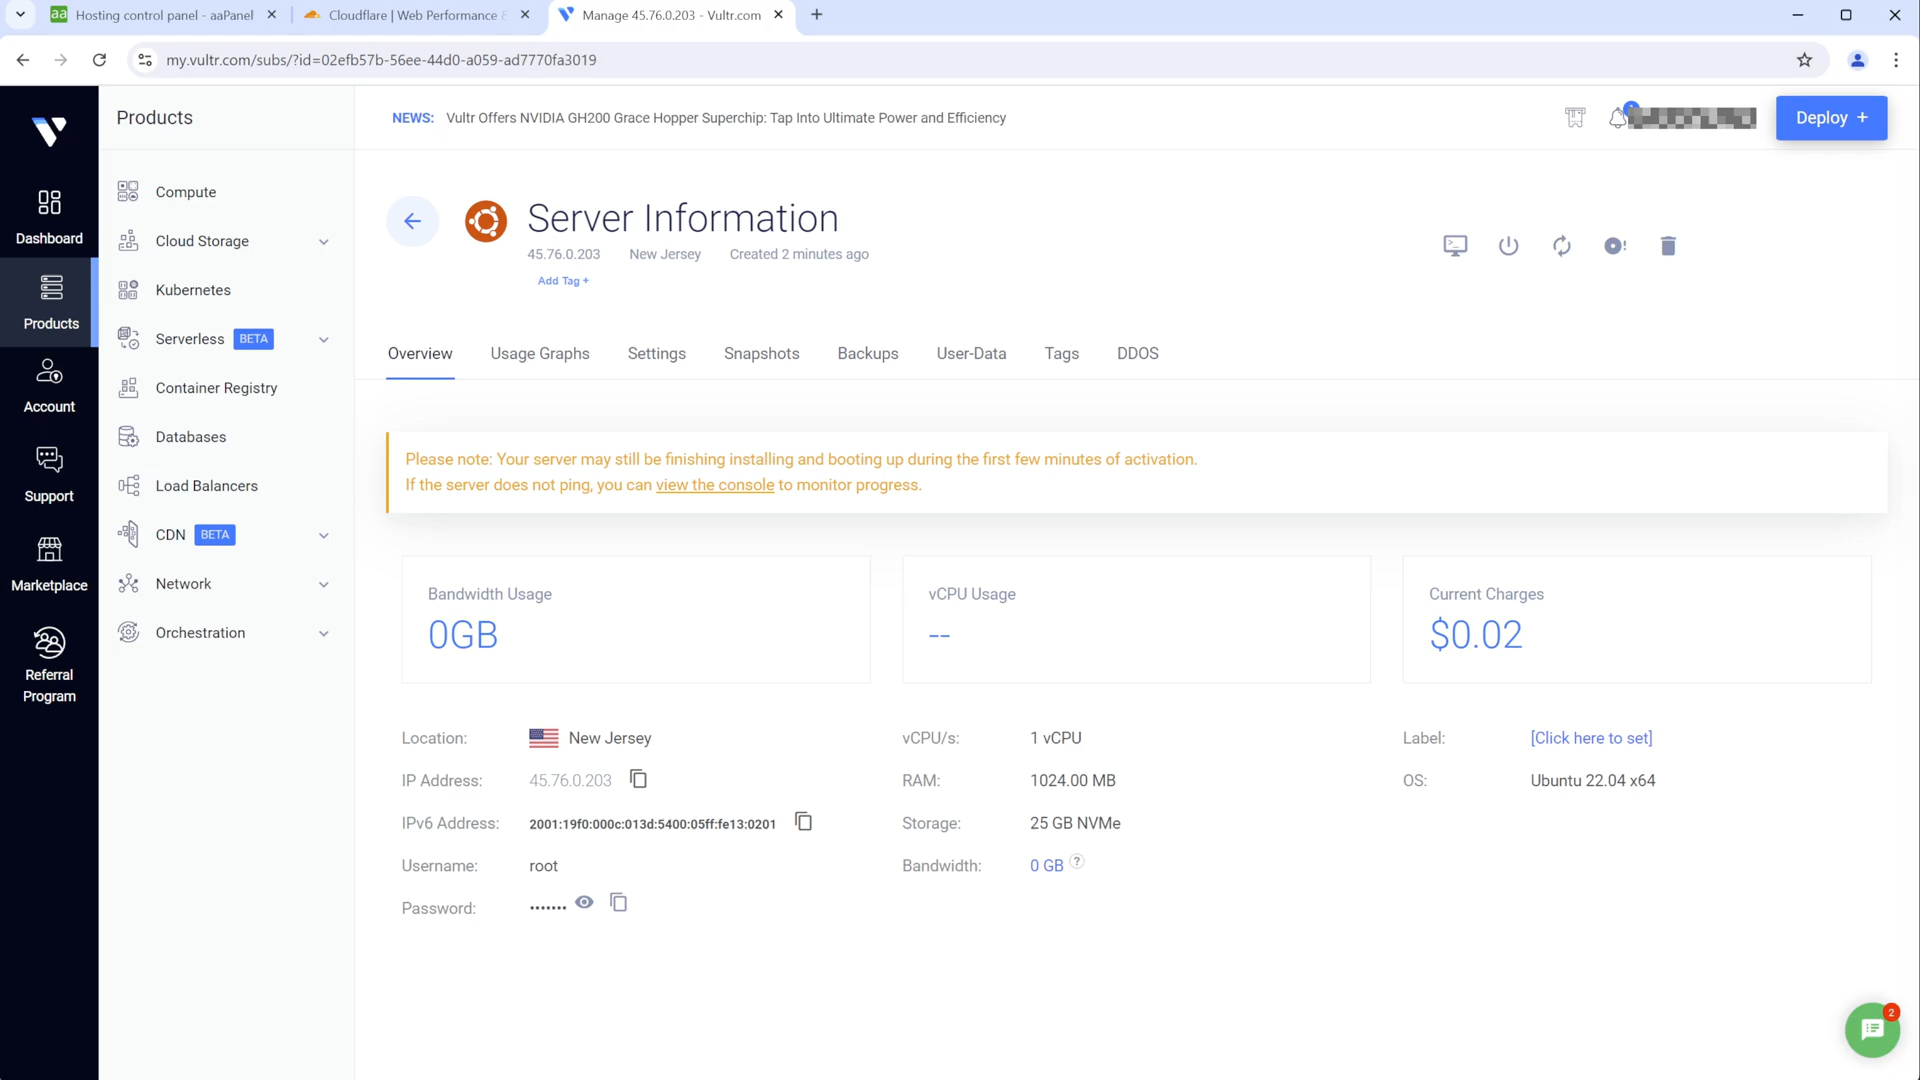 Hosting control panel - aaPanel
Cloudflare | Web Performance &
Manage 45.76.0.203 - Vultr.com
my.vultr.com/subs/?id=02efb57b-56ee-44d0-a059-ad7770fa3019
Dashboard
Products
Account
Support
Marketplace
Referral
Program
Products
Compute
Cloud Storage
Kubernetes
Serverless BETA
Container Registry
Databases
Load Balancers
CDN BETA
Network
Orchestration
NEWS: Vultr Offers NVIDIA GH200 Grace Hopper Superchip: Tap Into Ultimate Power and Efficiency
Deploy +
Server Information
45.76.0.203 New Jersey Created 2 minutes ago
Add Tag +
Overview Usage Graphs Settings Snapshots Backups User-Data Tags DDOS
Please note: Your server may still be finishing installing and booting up during the first few minutes of activation.
If the server does not ping, you can view the console to monitor progress.
Bandwidth Usage
0GB
vCPU Usage
--
Current Charges
$0.02
Location: New Jersey
IP Address: 45.76.0.203
IPv6 Address: 2001:19f0:000c:013d:5400:05ff:fe13:0201
Username: root
Password: •••••••
vCPU/s: 1 vCPU
RAM: 1024.00 MB
Storage: 25 GB NVMe
Bandwidth: 0 GB ?
Label: [Click here to set]
OS: Ubuntu 22.04 x64
2